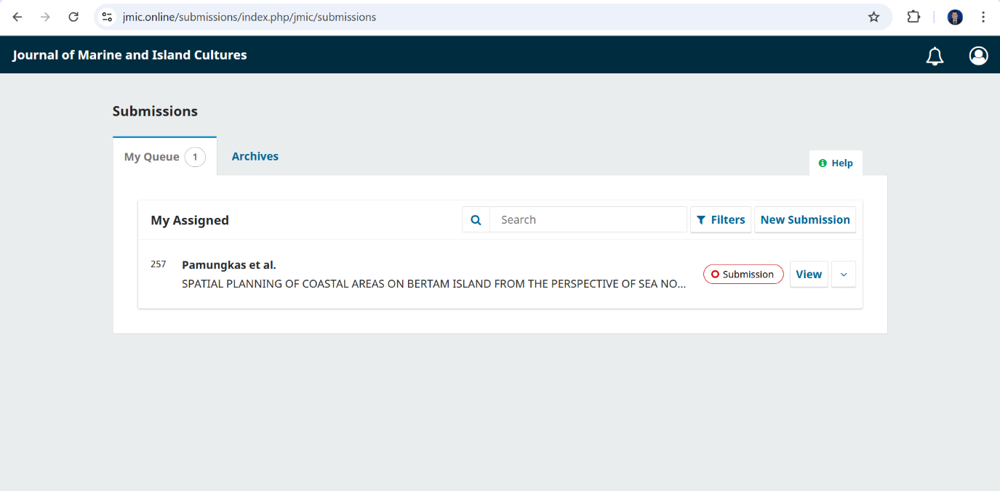 jmic.online/submissions/index.php/jmic/submissions
Journal of Marine and Island Cultures
Submissions
My Queue 1
Archives
Help
My Assigned
Search
Filters
New Submission
257
Pamungkas et al.
SPATIAL PLANNING OF COASTAL AREAS ON BERTAM ISLAND FROM THE PERSPECTIVE OF SEA NO...
Submission
View